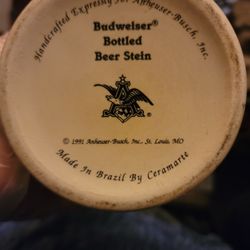 Handcrafted Expressly For Anheuser-Busch, Inc.
Budweiser®
Bottled
Beer Stein
© 1991 Anheuser-Busch, Inc., St. Louis, MO
Made In Brazil By Ceramarte